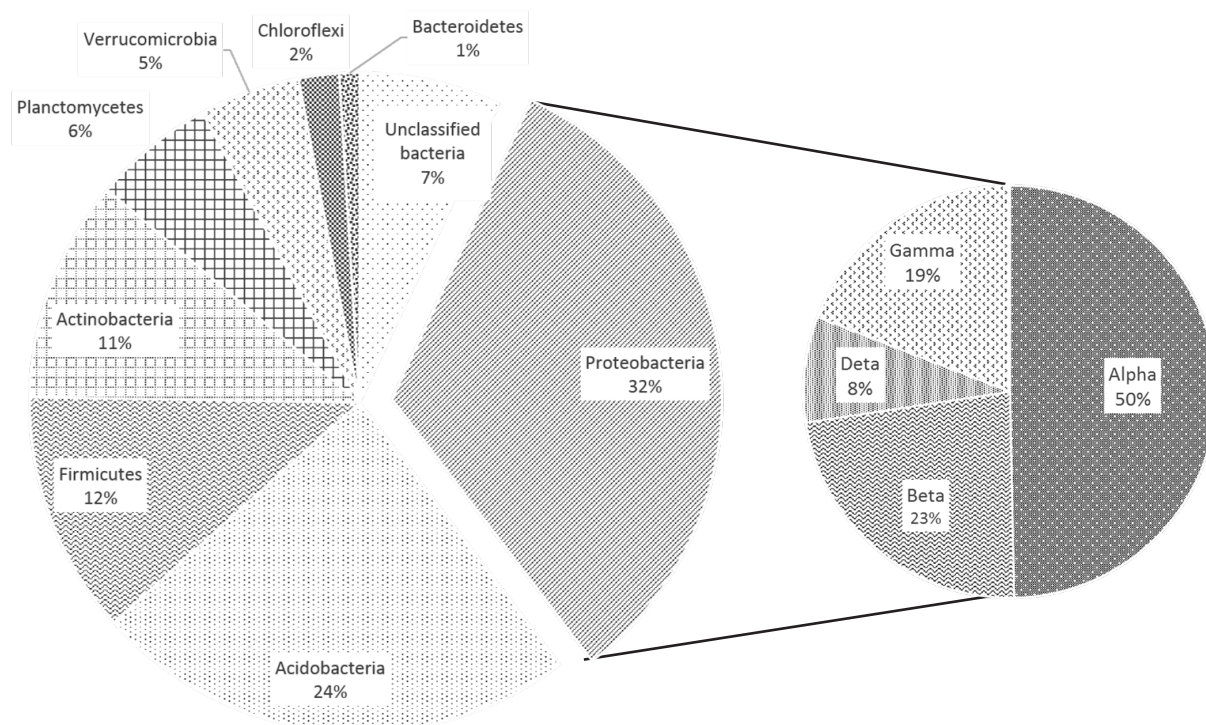 Chloroflexi
2%
Bacteroidetes
1%
Verrucomicrobia
5%
Planctomycetes
6%
Unclassified
bacteria
7%
Actinobacteria
11%
Proteobacteria
32%
Firmicutes
12%
Acidobacteria
24%
Gamma
19%
Deta
8%
Alpha
50%
Beta
23%